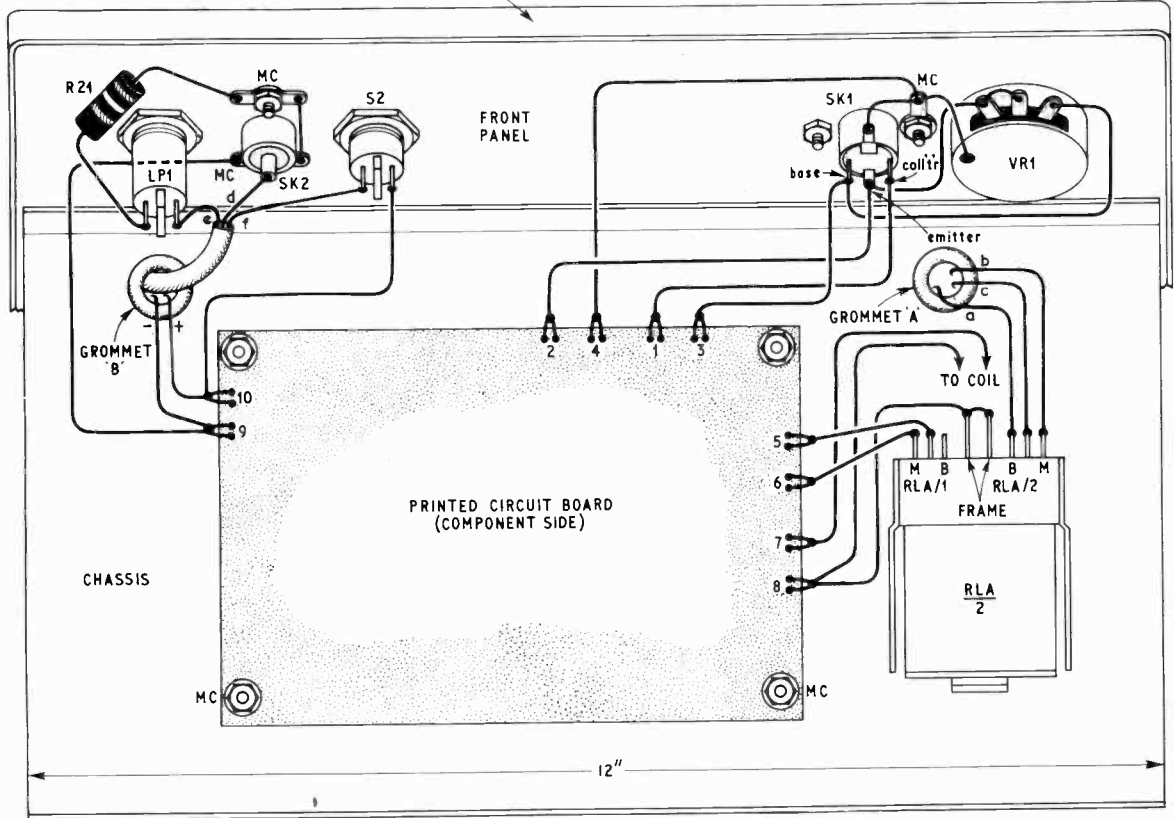 R21
MC
S2
FRONT
PANEL
SK1
MC
LP1
MC
SK2
VR1
base
coll'tr
d
e
f
emitter
b
c
a
GROMMET 'A'
- +
GROMMET
'B'
2
4
1
3
TO COIL
10
9
5
6
7
8
M
B
B
M
RLA/1
RLA/2
FRAME
PRINTED CIRCUIT BOARD
(COMPONENT SIDE)
CHASSIS
RLA
2
MC
MC
12"